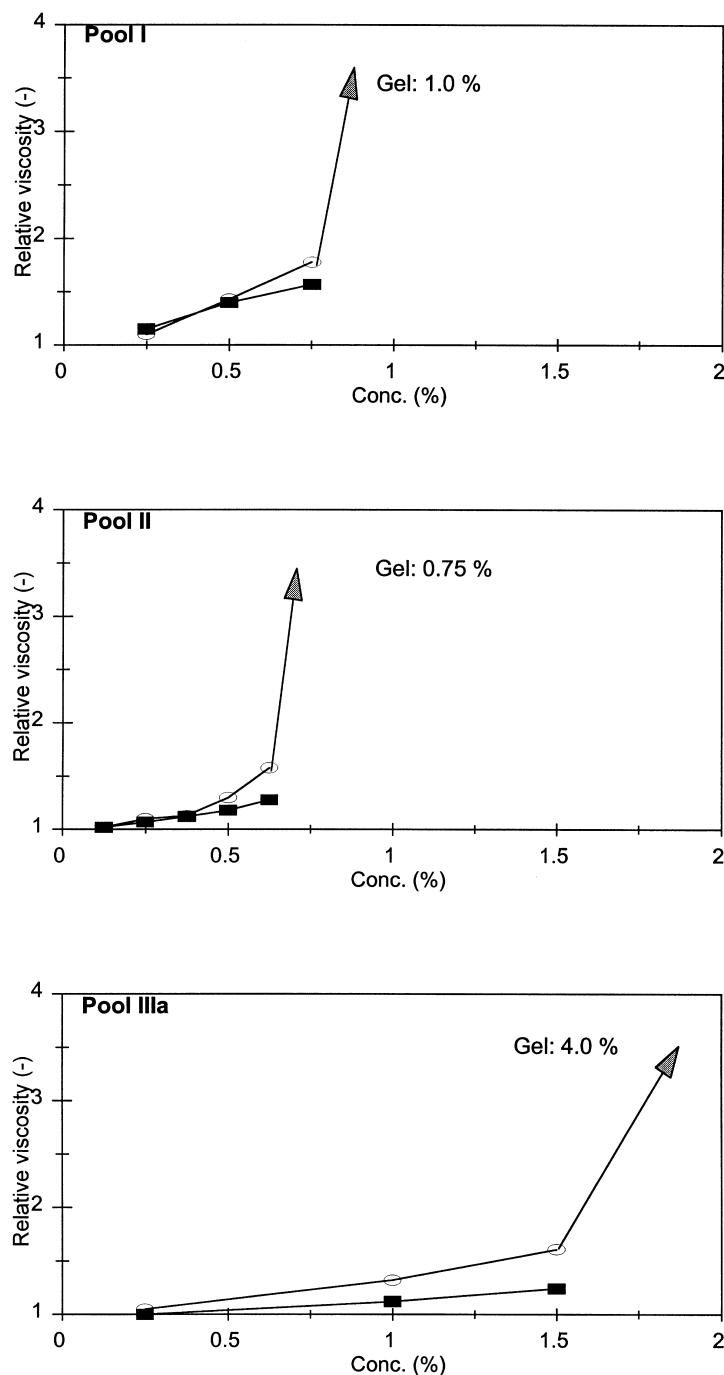 4
Pool I
Gel: 1.0 %
3
Relative viscosity (-)
2
1
0 0.5 1 1.5 2
Conc. (%)
4
Pool II
Gel: 0.75 %
3
Relative viscosity (-)
2
1
0 0.5 1 1.5 2
Conc. (%)
4
Pool IIIa
Gel: 4.0 %
3
Relative viscosity (-)
2
1
0 0.5 1 1.5 2
Conc. (%)